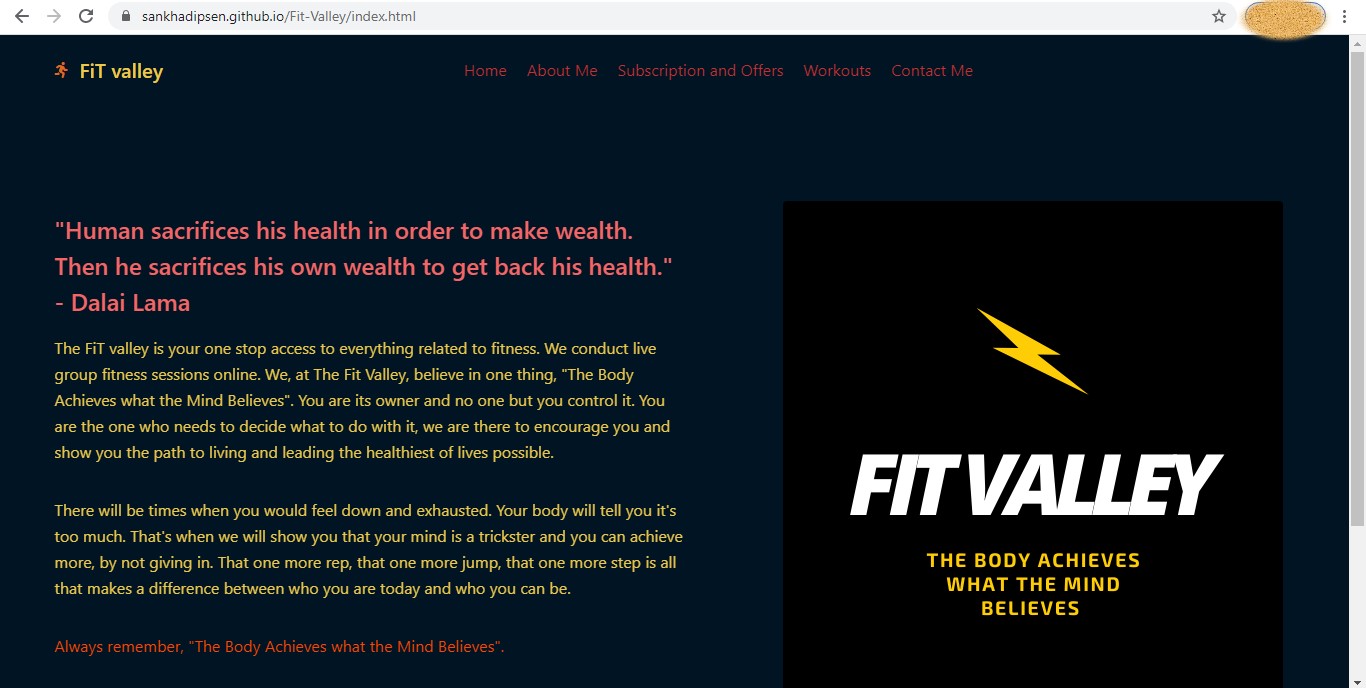 sankhadipsen.github.io/Fit-Valley/index.html
FiT valley
Home About Me Subscription and Offers Workouts Contact Me
"Human sacrifices his health in order to make wealth.
Then he sacrifices his own wealth to get back his health."
- Dalai Lama
The FiT valley is your one stop access to everything related to fitness. We conduct live
group fitness sessions online. We, at The Fit Valley, believe in one thing, "The Body
Achieves what the Mind Believes". You are its owner and no one but you control it. You
are the one who needs to decide what to do with it, we are there to encourage you and
show you the path to living and leading the healthiest of lives possible.
There will be times when you would feel down and exhausted. Your body will tell you it's
too much. That's when we will show you that your mind is a trickster and you can achieve
more, by not giving in. That one more rep, that one more jump, that one more step is all
that makes a difference between who you are today and who you can be.
Always remember, "The Body Achieves what the Mind Believes".
FIT VALLEY
THE BODY ACHIEVES
WHAT THE MIND
BELIEVES